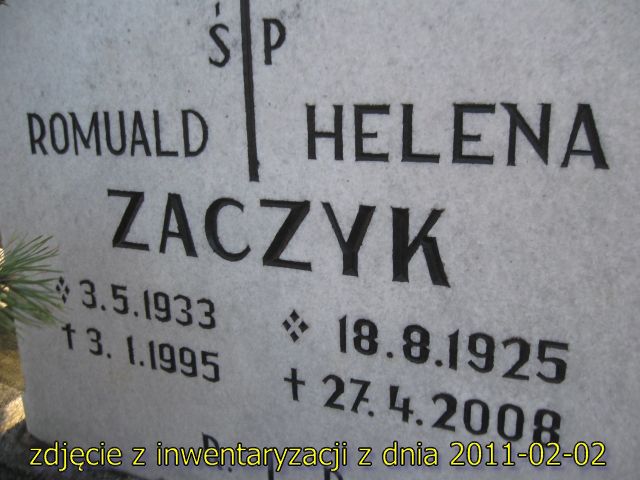 Ś P
ROMUALD HELENA
ZACZYK
3.5.1933 18.8.1925
† 3.1.1995 † 27.4.2008
zdjęcie z inwentaryzacji z dnia 2011-02-02